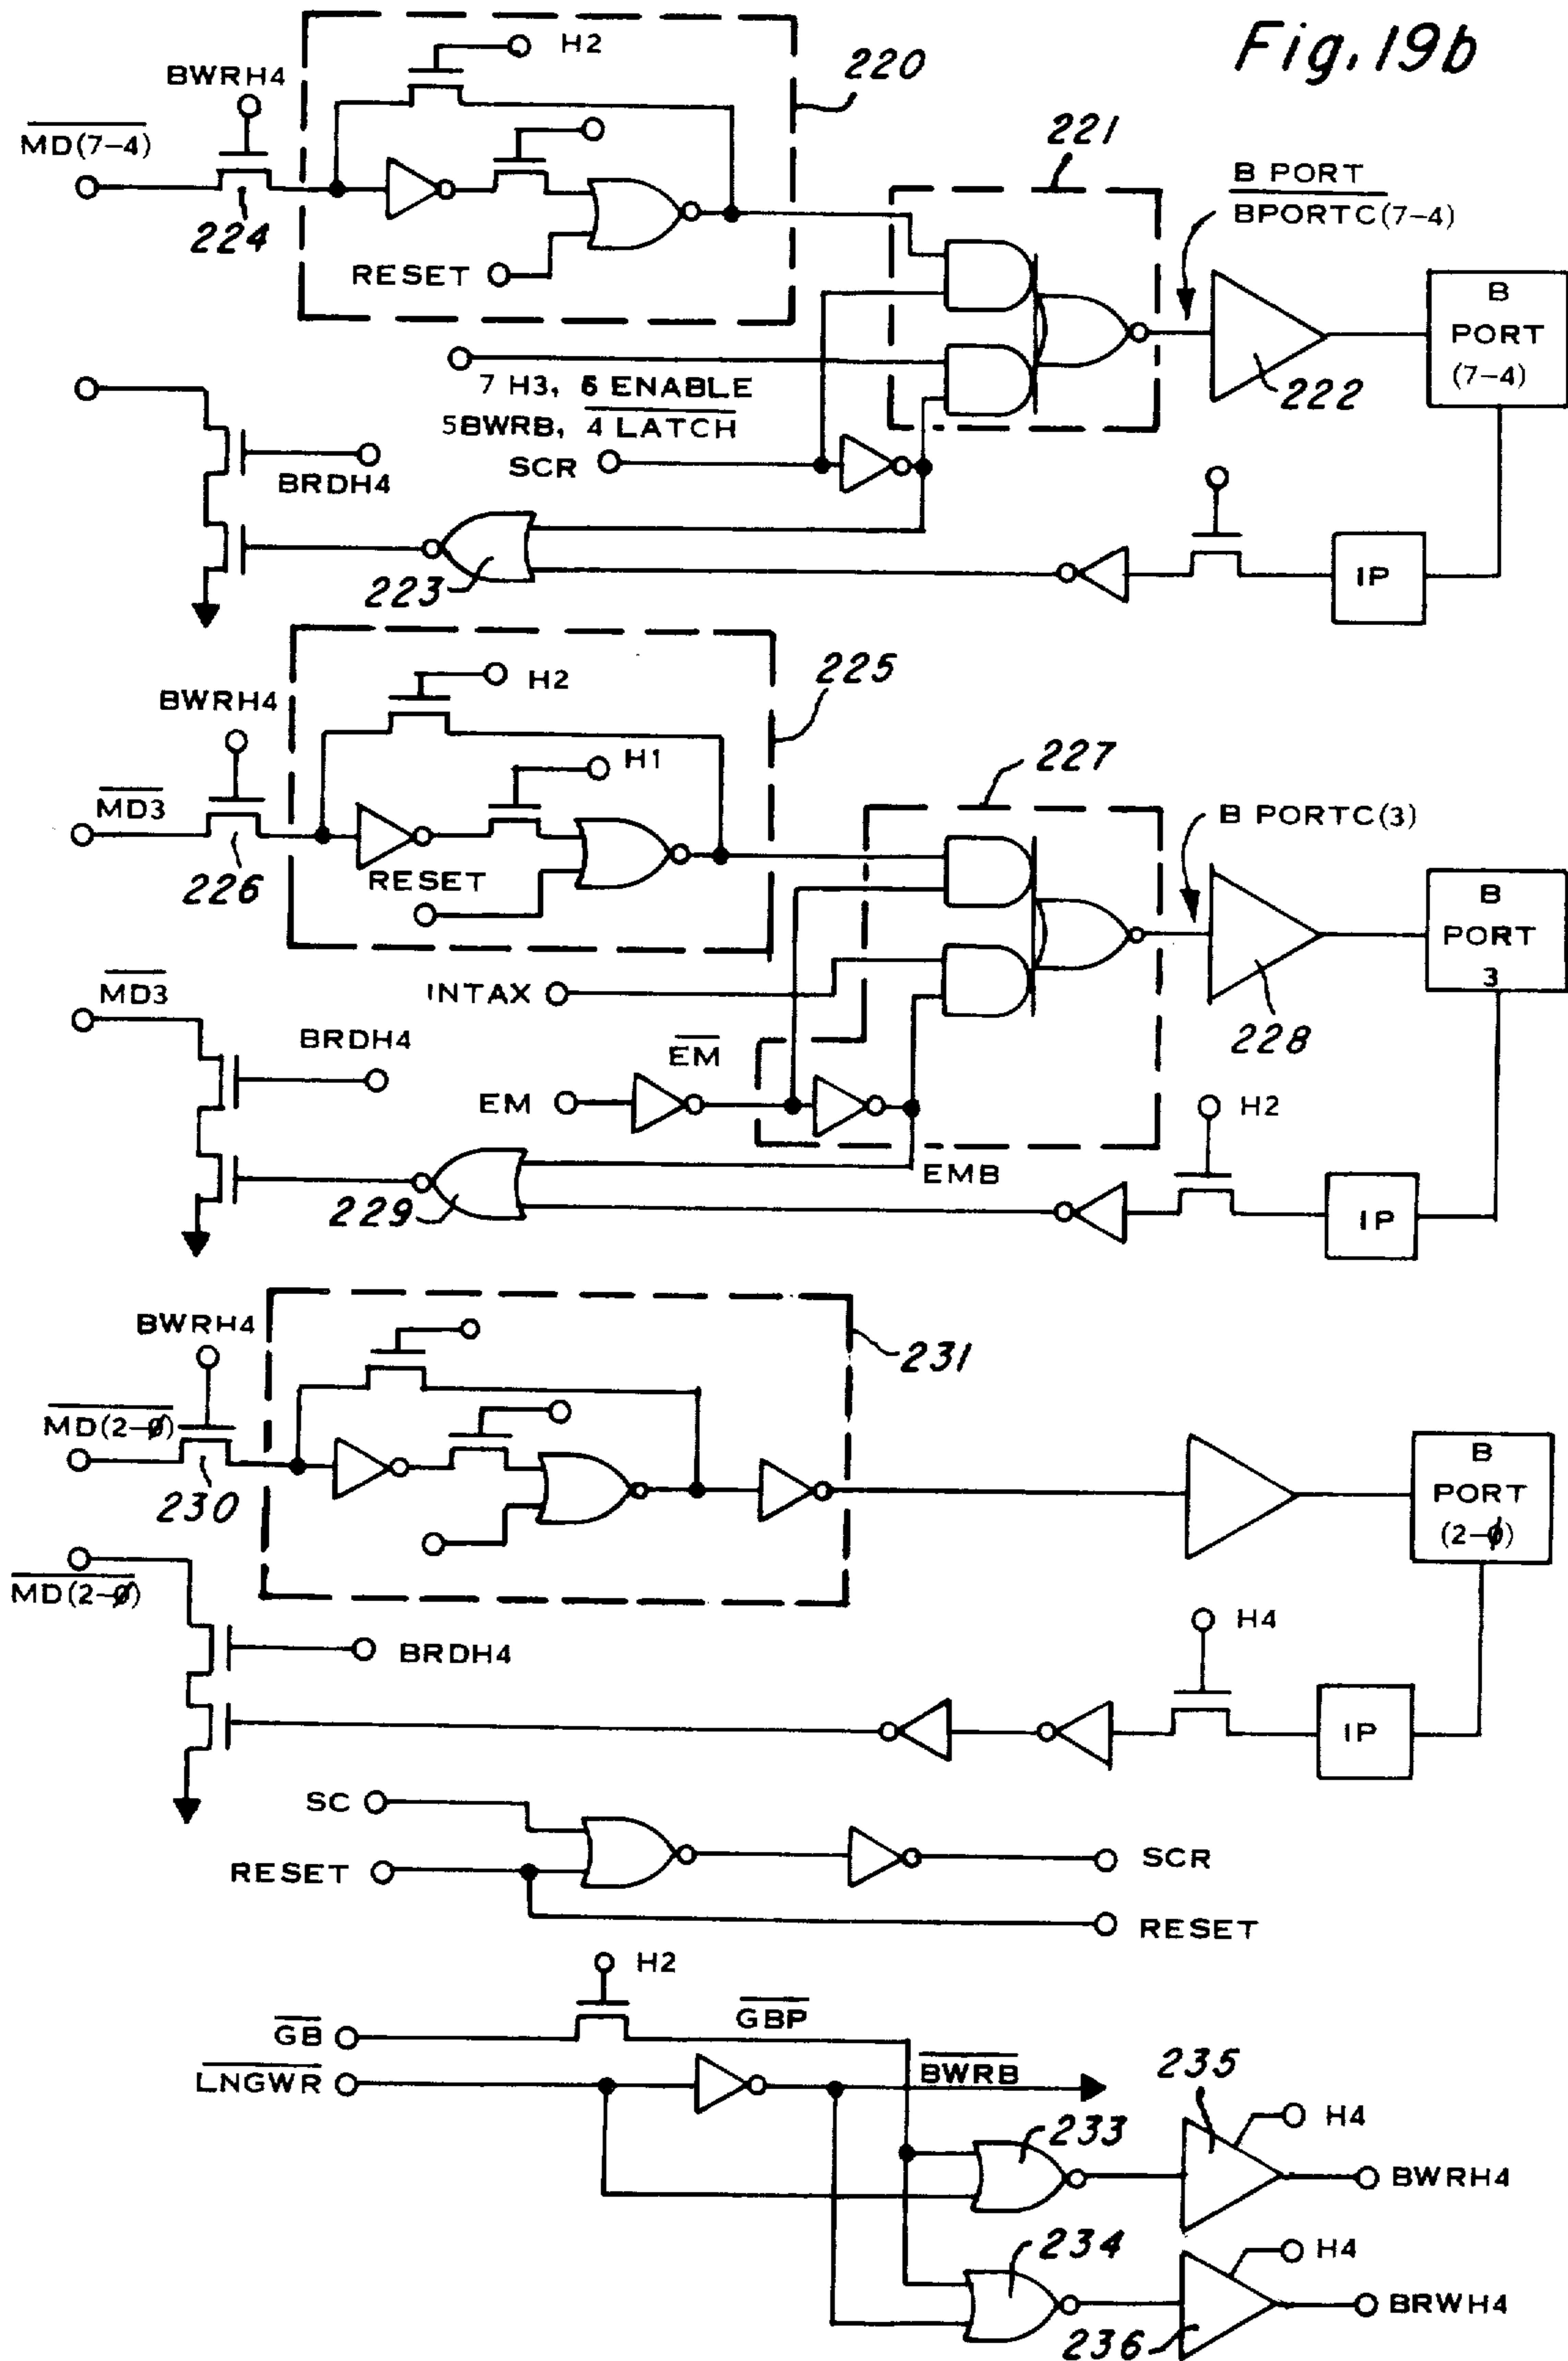 Fig. 19b
H2
220
BWRH4
MD(7-4)
224
RESET
221
B PORT
BPORTC(7-4)
222
B
PORT
(7-4)
7 H3, 6 ENABLE
5BWRB, 4 LATCH
SCR
BRDH4
223
IP
225
H2
BWRH4
H1
MD3
226
RESET
227
B PORTC(3)
228
B
PORT
3
MD3
INTAX
BRDH4
EM
EM
H2
EMB
229
IP
BWRH4
231
MD(2-0)
230
B
PORT
(2-0)
MD(2-0)
H4
BRDH4
IP
SC
RESET
SCR
RESET
H2
GB
GBP
LNGWR
BWRB
235
233
H4
BWRH4
234
H4
236
BRWH4